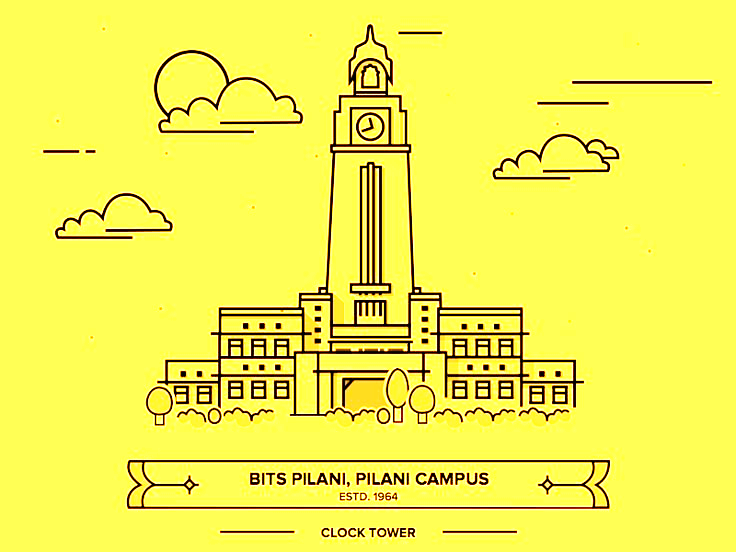 BITS PILANI, PILANI CAMPUS
ESTD. 1964
CLOCK TOWER